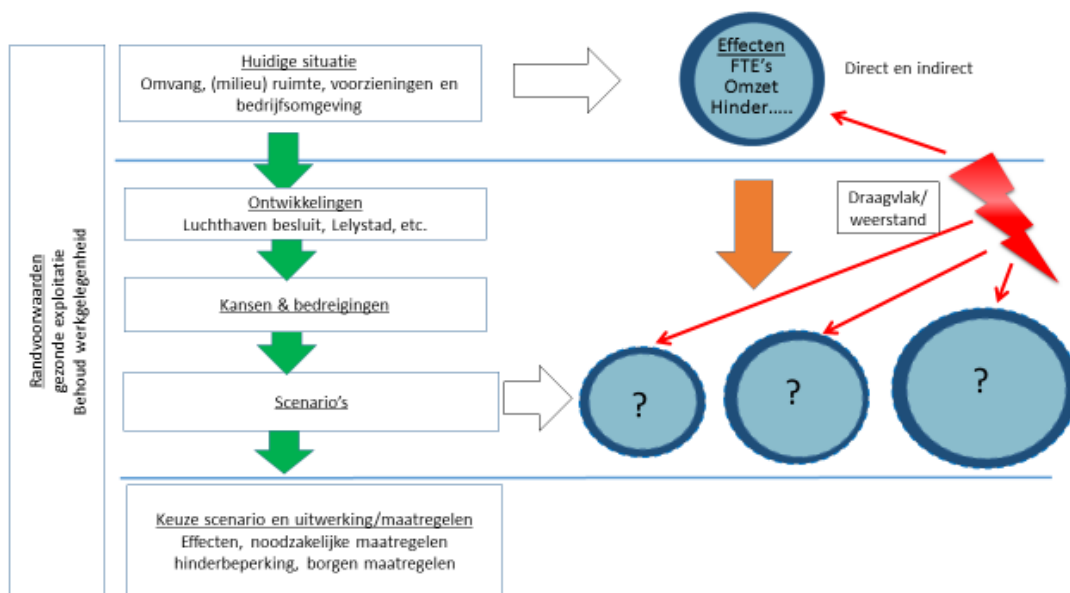 Randvoorwaarden
gezonde exploitatie
Behoud werkgelegenheid
Huidige situatie
Omvang, (milieu) ruimte, voorzieningen en
bedrijfsomgeving
Effecten
FTE's
Omzet
Hinder.....
Direct en indirect
Ontwikkelingen
Luchthaven besluit, Lelystad, etc.
Draagvlak/
weerstand
Kansen & bedreigingen
Scenario's
?
?
?
Keuze scenario en uitwerking/maatregelen
Effecten, noodzakelijke maatregelen
hinderbeperking, borgen maatregelen